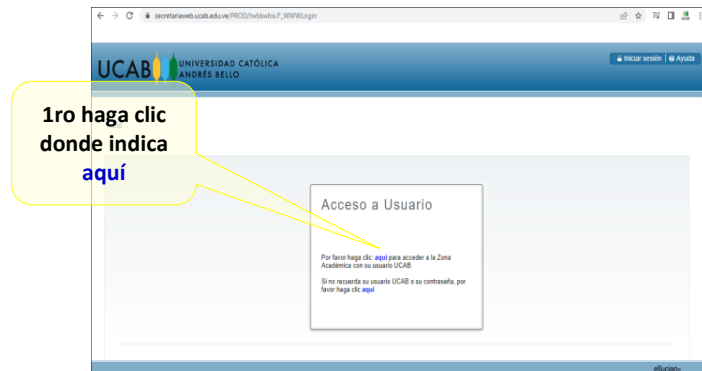 secretariaweb.ucab.edu.ve/PROD/twbkwbis.P_WWWLogin
UCAB UNIVERSIDAD CATÓLICA
ANDRÉS BELLO
Iniciar sesión | Ayuda
1ro haga clic
donde indica
aquí
Acceso a Usuario
Por favor haga clic: aquí para acceder a la Zona
Académica con su usuario UCAB.
Si no recuerda su usuario UCAB o su contraseña, por
favor haga clic aquí
ellucian